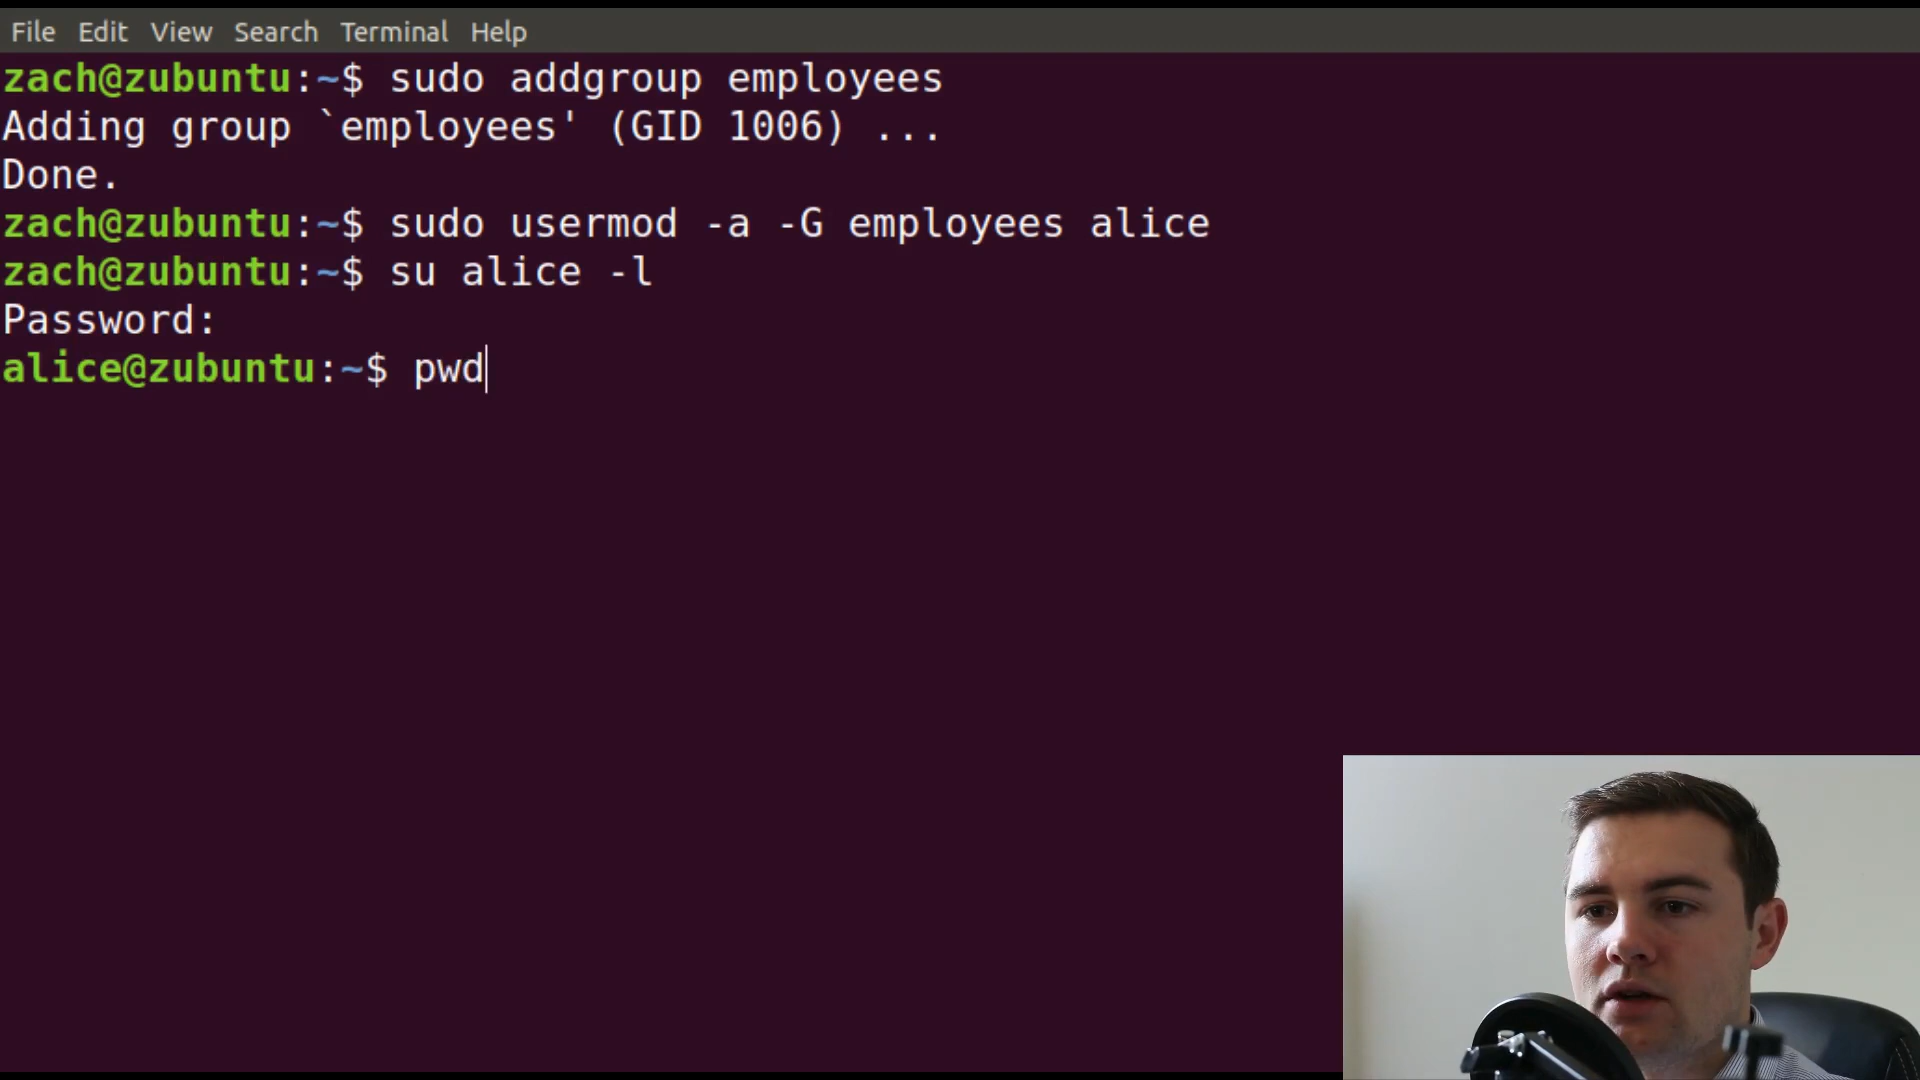 File Edit View Search Terminal Help
zach@zubuntu:~$ sudo addgroup employees
Adding group `employees' (GID 1006) ...
Done.
zach@zubuntu:~$ sudo usermod -a -G employees alice
zach@zubuntu:~$ su alice -l
Password:
alice@zubuntu:~$ pwd